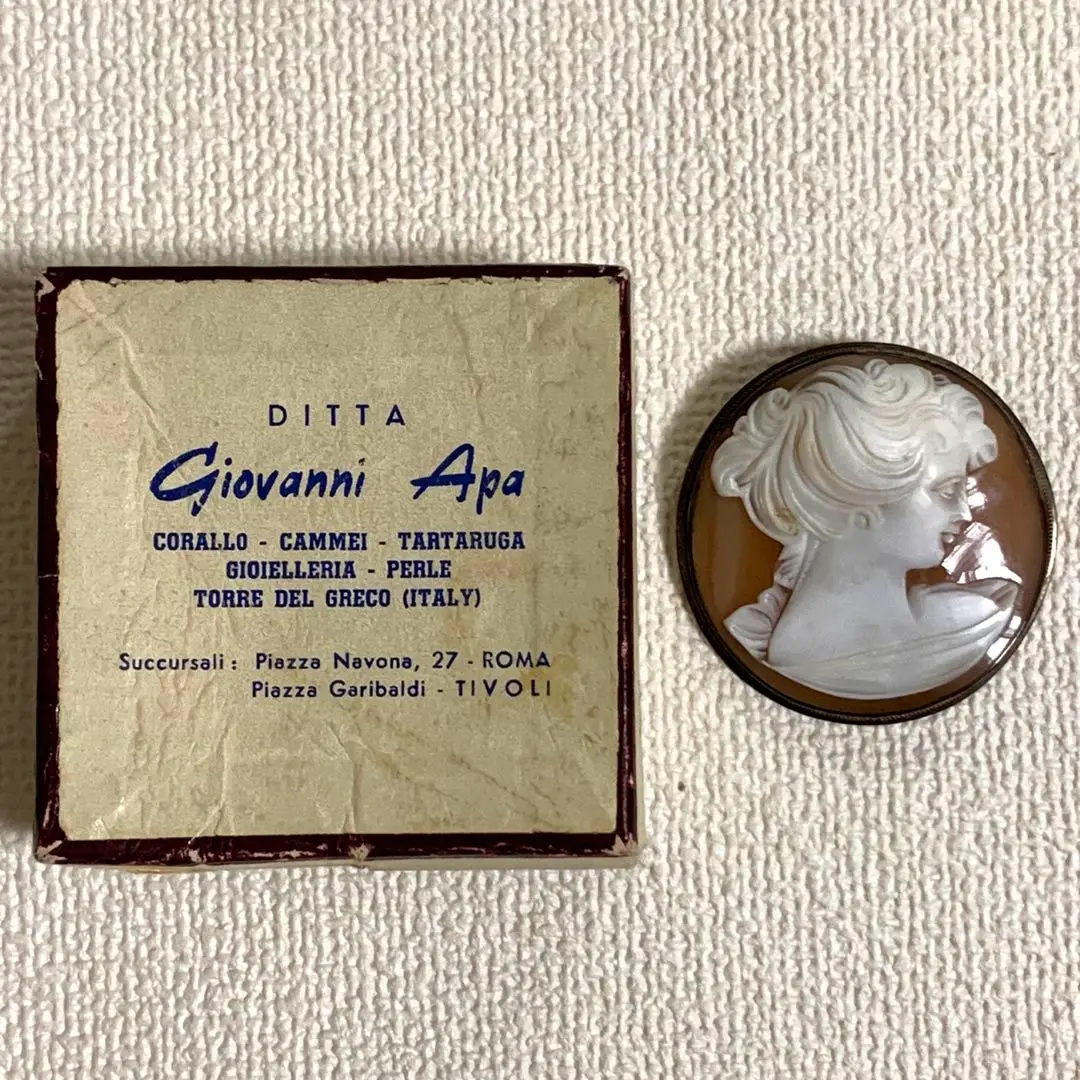 DITTA
Giovanni Apa
CORALLO - CAMMEI - TARTARUGA
GIOIELLERIA - PERLE
TORRE DEL GRECO (ITALY)
Succursali : Piazza Navona, 27 - ROMA
Piazza Garibaldi - TIVOLI